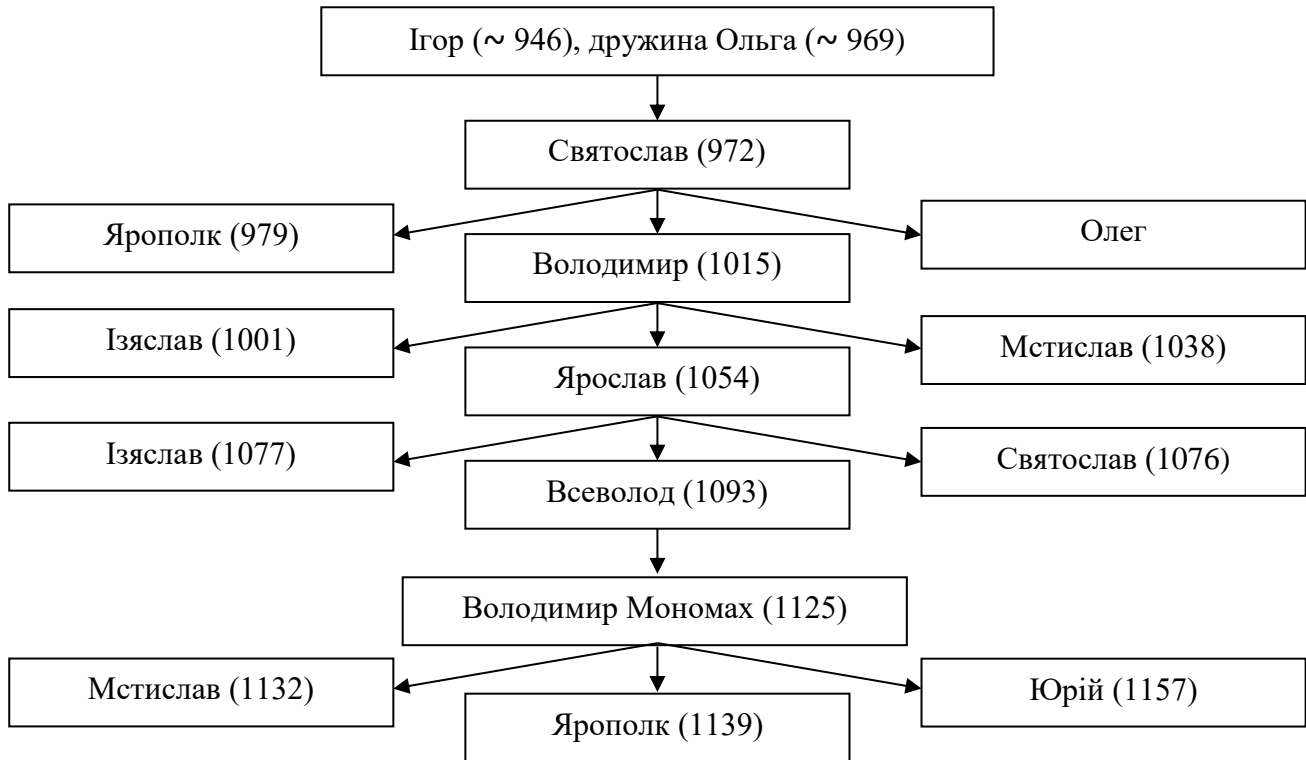 Ігор (~ 946), дружина Ольга (~ 969)
Святослав (972)
Ярополк (979)
Володимир (1015)
Олег
Ізяслав (1001)
Ярослав (1054)
Мстислав (1038)
Ізяслав (1077)
Всеволод (1093)
Святослав (1076)
Володимир Мономах (1125)
Мстислав (1132)
Ярополк (1139)
Юрій (1157)